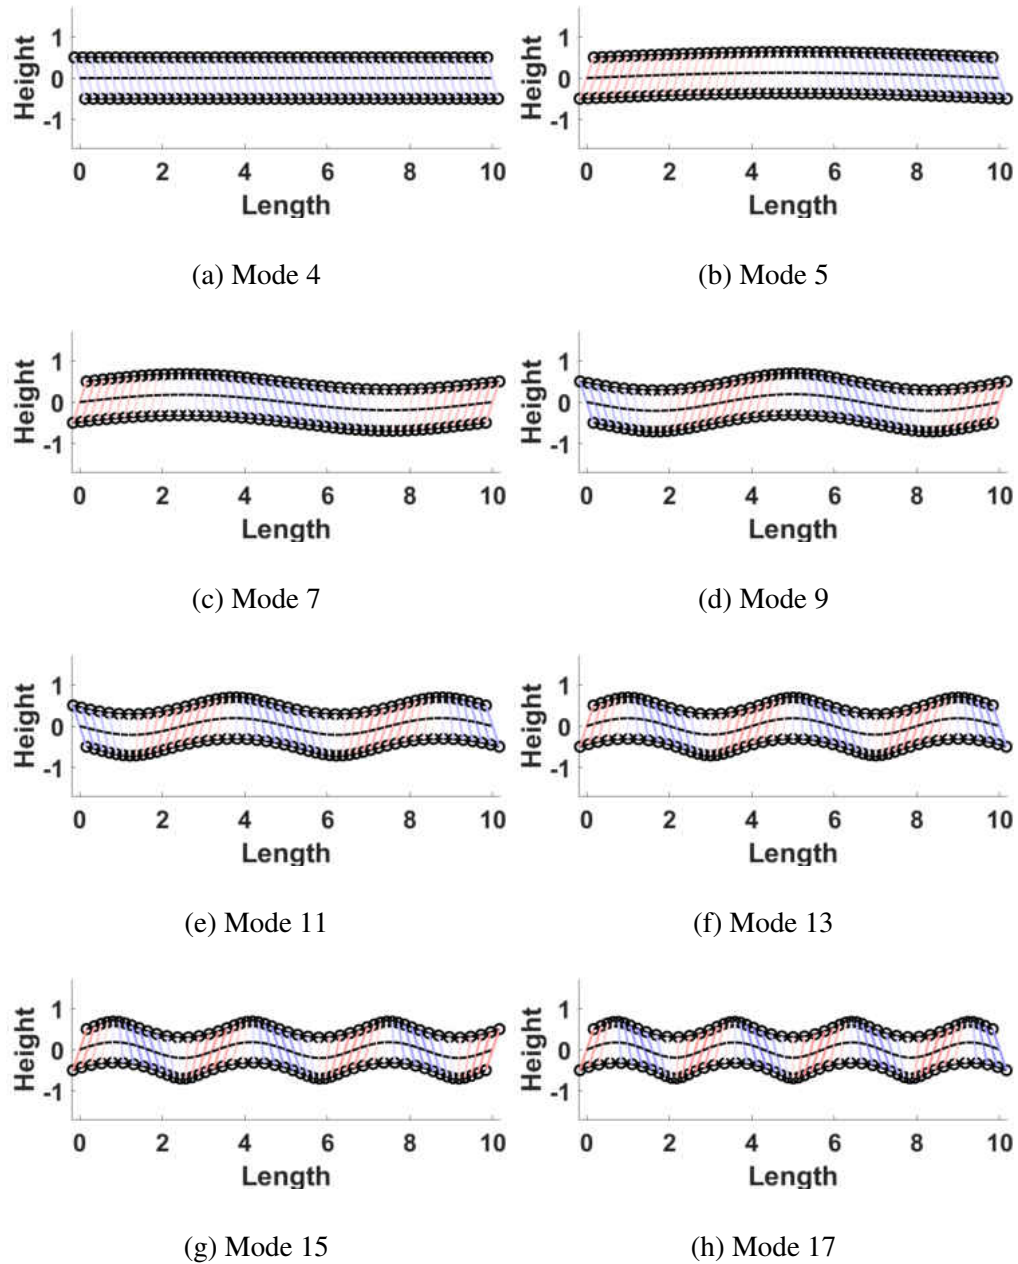 1
0
-1
Height
0 2 4 6 8 10
Length
(a) Mode 4
1
0
-1
Height
0 2 4 6 8 10
Length
(b) Mode 5
1
0
-1
Height
0 2 4 6 8 10
Length
(c) Mode 7
1
0
-1
Height
0 2 4 6 8 10
Length
(d) Mode 9
1
0
-1
Height
0 2 4 6 8 10
Length
(e) Mode 11
1
0
-1
Height
0 2 4 6 8 10
Length
(f) Mode 13
1
0
-1
Height
0 2 4 6 8 10
Length
(g) Mode 15
1
0
-1
Height
0 2 4 6 8 10
Length
(h) Mode 17